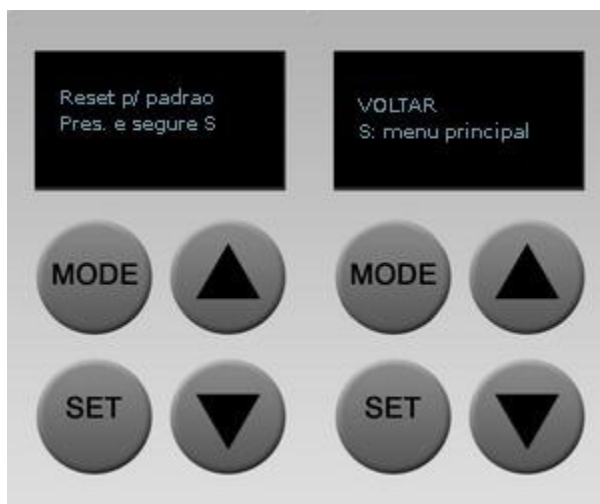 Reset p/ padrao
Pres. e segure S
VOLTAR
S: menu principal
MODE
MODE
SET
SET